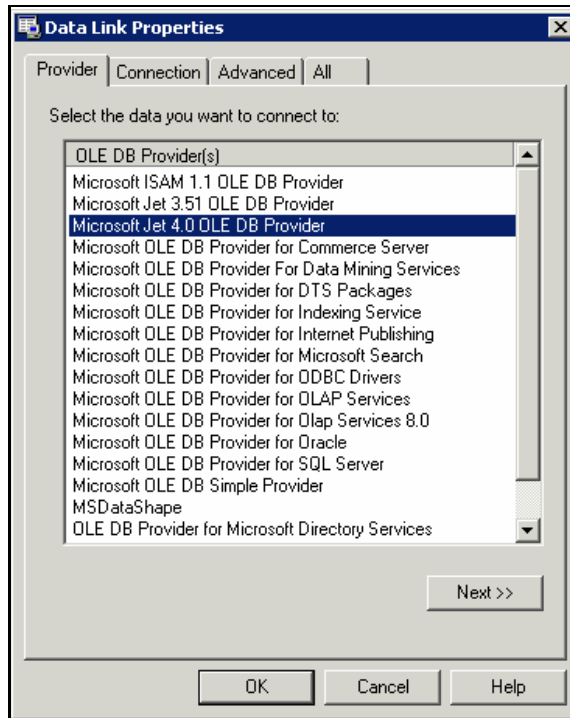 Data Link Properties
Provider Connection Advanced All
Select the data you want to connect to:
OLE DB Provider(s)
Microsoft ISAM 1.1 OLE DB Provider
Microsoft Jet 3.51 OLE DB Provider
Microsoft Jet 4.0 OLE DB Provider
Microsoft OLE DB Provider for Commerce Server
Microsoft OLE DB Provider For Data Mining Services
Microsoft OLE DB Provider for DTS Packages
Microsoft OLE DB Provider for Indexing Service
Microsoft OLE DB Provider for Internet Publishing
Microsoft OLE DB Provider for Microsoft Search
Microsoft OLE DB Provider for ODBC Drivers
Microsoft OLE DB Provider for OLAP Services
Microsoft OLE DB Provider for Olap Services 8.0
Microsoft OLE DB Provider for Oracle
Microsoft OLE DB Provider for SQL Server
Microsoft OLE DB Simple Provider
MSDataShape
OLE DB Provider for Microsoft Directory Services
Next >>
OK Cancel Help